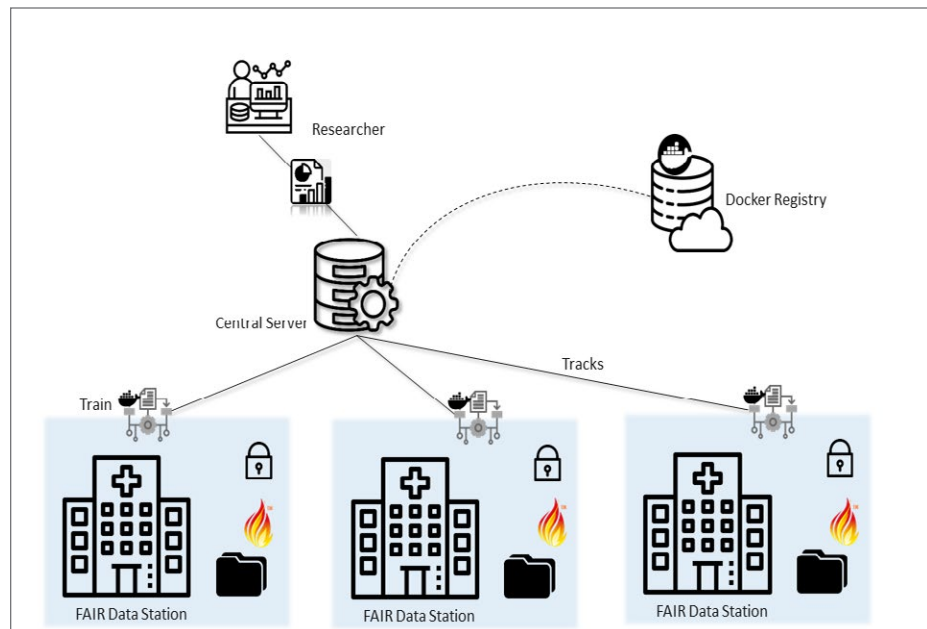 Researcher
Docker Registry
Central Server
Tracks
Train
FAIR Data Station
FAIR Data Station
FAIR Data Station